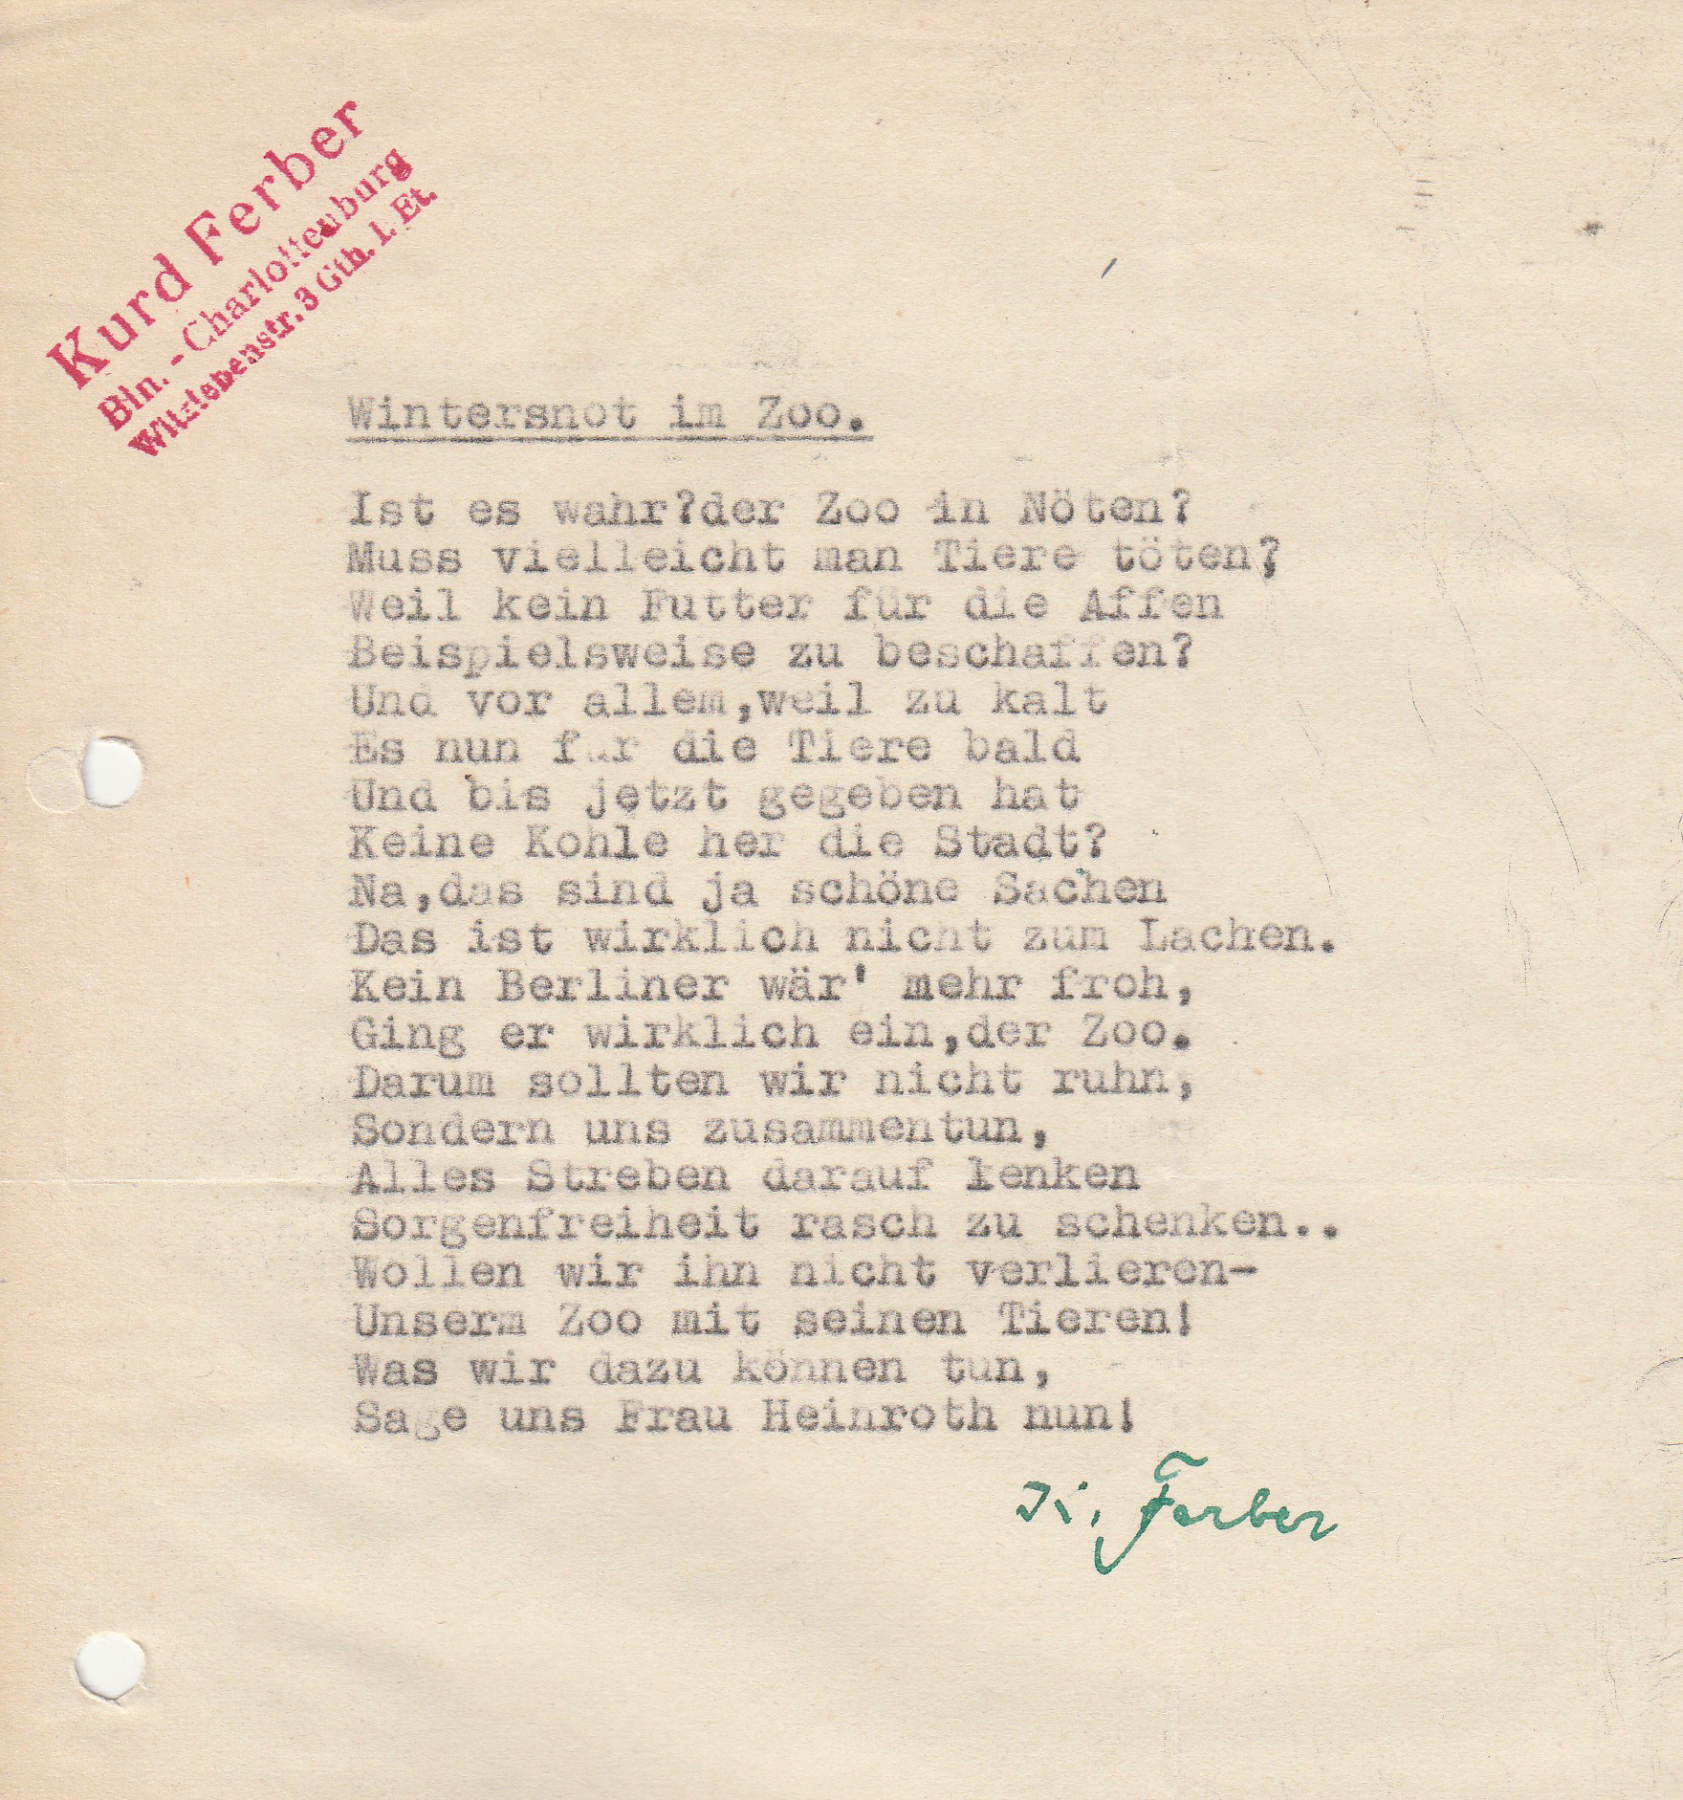 Kurd Ferber
Bln. - Charlottenburg
Witzlebenstr. 3 Gth. I. Et.
Wintersnot im Zoo.
Ist es wahr?der Zoo in Nöten?
Muss vielleicht man Tiere töten?
Weil kein Futter für die Affen
Beispielsweise zu beschaffen?
Und vor allem,weil zu kalt
Es nun für die Tiere bald
Und bis jetzt gegeben hat
Keine Kohle her die Stadt?
Na,das sind ja schöne Sachen
Das ist wirklich nicht zum Lachen.
Kein Berliner wär' mehr froh,
Ging er wirklich ein,der Zoo.
Darum sollten wir nicht ruhn,
Sondern uns zusammentun,
Alles Streben darauf lenken
Sorgenfreiheit rasch zu schenken..
Wollen wir ihn nicht verlieren-
Unserm Zoo mit seinen Tieren!
Was wir dazu können tun,
Sage uns Frau Heinroth nun!
K. Ferber